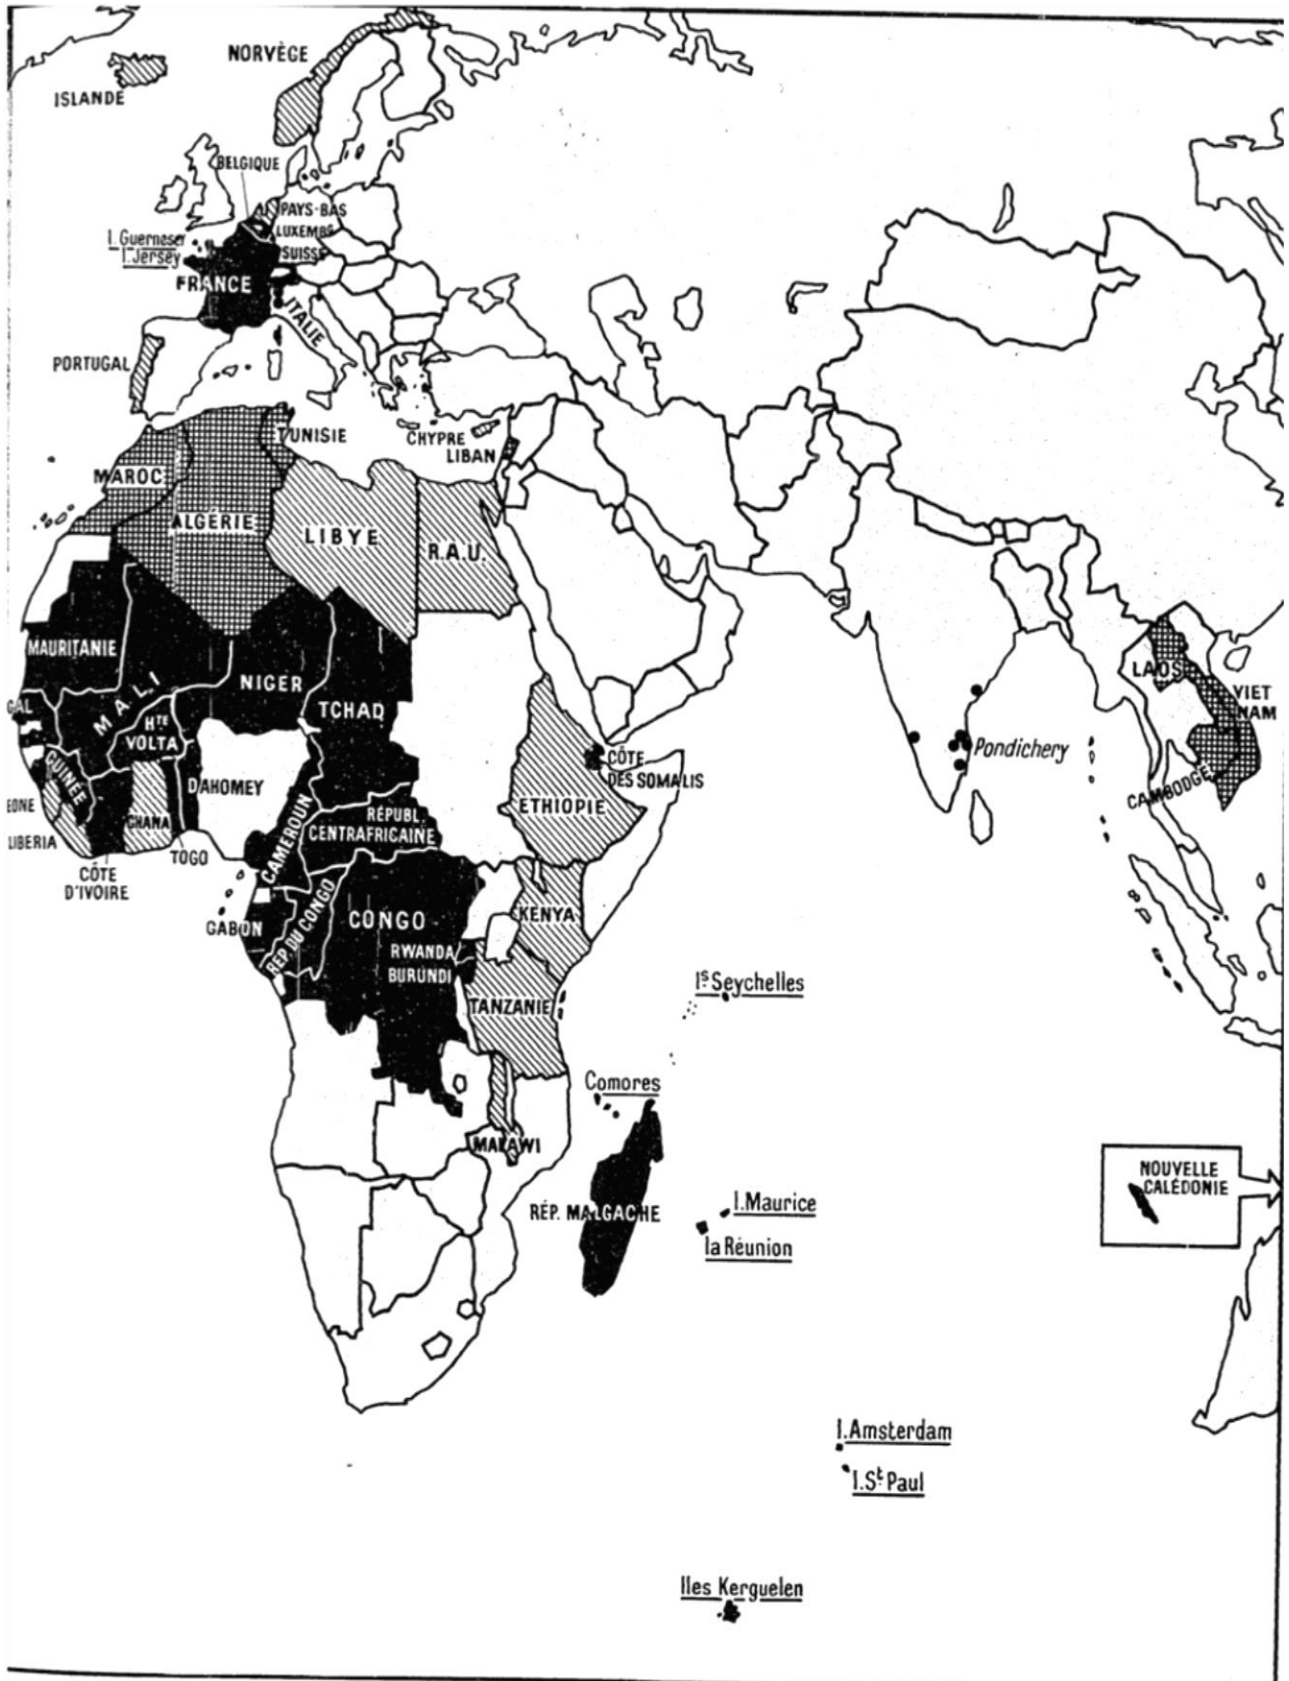 NORVÈGE
ISLANDE
BELGIQUE
PAYS-BAS
LUXEMBG
SUISSE
I. Guernesey
I. Jersey
FRANCE
ITALIE
PORTUGAL
TUNISIE
CHYPRE
LIBAN
MAROC
ALGÉRIE
LIBYE
R.A.U.
MAURITANIE
MALI
NIGER
TCHAD
GAL
HTE
VOLTA
GUINÉE
DAHOMEY
CÔTE
DES SOMALIS
ETHIOPIE
EONE
LIBERIA
GHANA
TOGO
CÔTE
D'IVOIRE
CAMEROUN
RÉPUBL.
CENTRAFRICAINE
GABON
RÉP. DU CONGO
CONGO
RWANDA
BURUNDI
KENYA
TANZANIE
LAOS
VIET
NAM
CAMBODGE
Pondichery
Is Seychelles
Comores
MALAWI
RÉP. MALGACHE
I. Maurice
la Réunion
NOUVELLE
CALÉDONIE
I. Amsterdam
I. St Paul
Iles Kerguelen